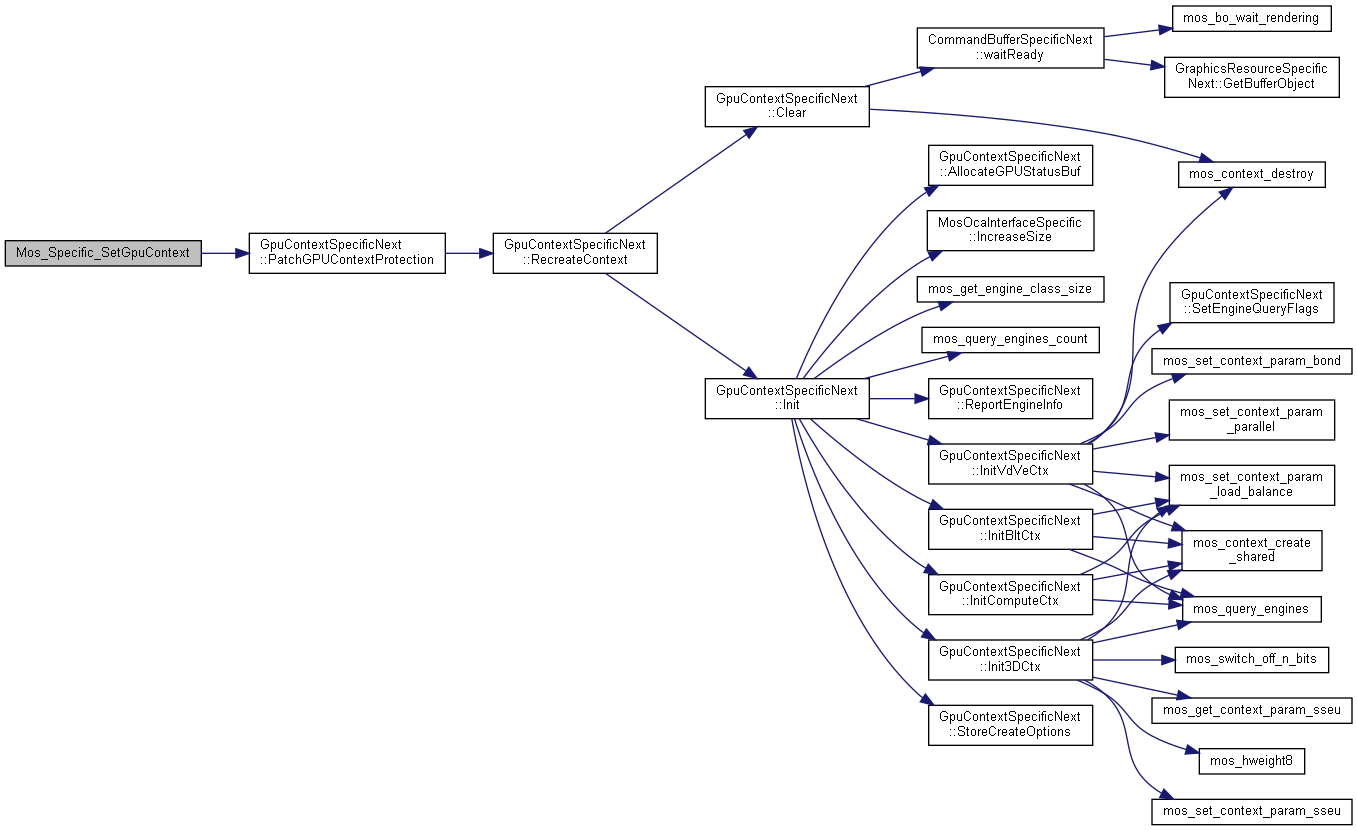 Mos_Specific_SetGpuContext
GpuContextSpecificNext
::PatchGPUContextProtection
GpuContextSpecificNext
::RecreateContext
GpuContextSpecificNext
::Clear
GpuContextSpecificNext
::Init
CommandBufferSpecificNext
::waitReady
GpuContextSpecificNext
::AllocateGPUStatusBuf
MosOcaInterfaceSpecific
::IncreaseSize
mos_get_engine_class_size
mos_query_engines_count
GpuContextSpecificNext
::ReportEngineInfo
GpuContextSpecificNext
::InitVdVeCtx
GpuContextSpecificNext
::InitBltCtx
GpuContextSpecificNext
::InitComputeCtx
GpuContextSpecificNext
::Init3DCtx
GpuContextSpecificNext
::StoreCreateOptions
mos_bo_wait_rendering
GraphicsResourceSpecific
Next::GetBufferObject
mos_context_destroy
GpuContextSpecificNext
::SetEngineQueryFlags
mos_set_context_param_bond
mos_set_context_param
_parallel
mos_set_context_param
_load_balance
mos_context_create
_shared
mos_query_engines
mos_switch_off_n_bits
mos_get_context_param_sseu
mos_hweight8
mos_set_context_param_sseu